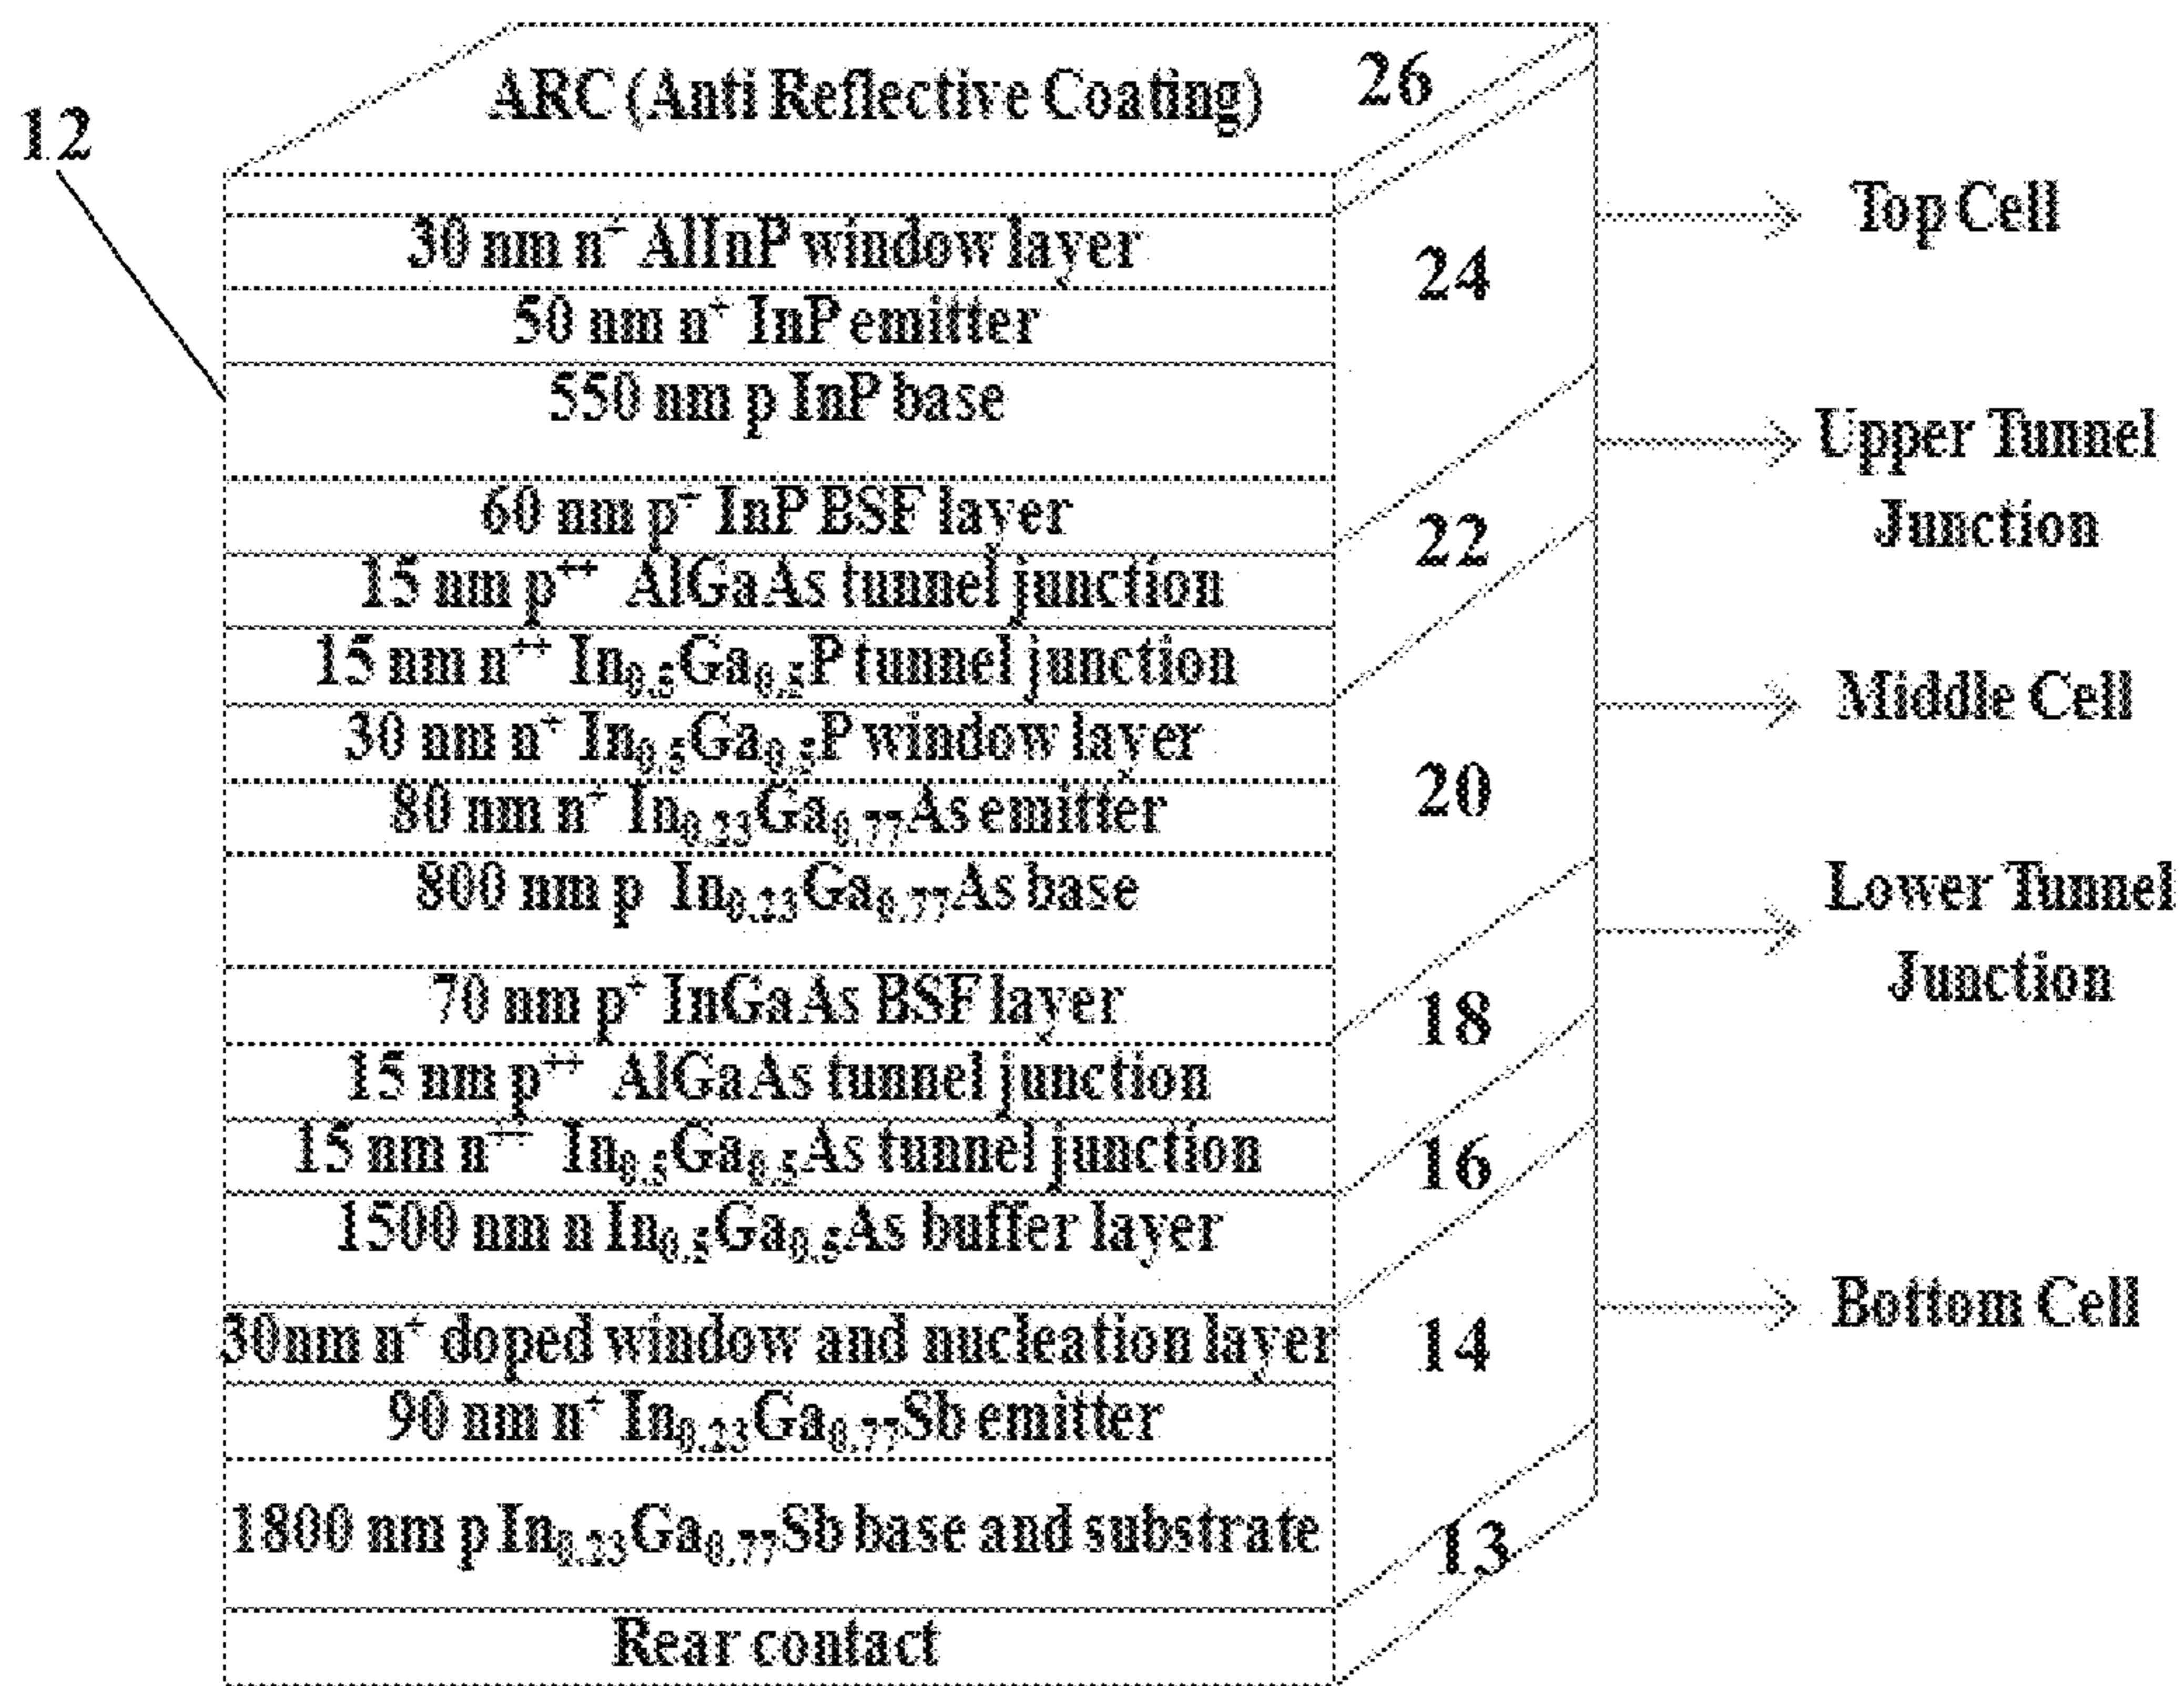 ARC (Anti Reflective Coating)
26
12
30 nm n⁺ AlInP window layer
50 nm n⁺ InP emitter
550 nm p InP base
60 nm p⁺ InP BSF layer
15 nm p⁺⁺ AlGaAs tunnel junction
15 nm n⁺⁺ In₀.₅Ga₀.₅P tunnel junction
30 nm n⁺ In₀.₅Ga₀.₅P window layer
80 nm n⁺ In₀.₂₃Ga₀.₇₇As emitter
800 nm p In₀.₂₃Ga₀.₇₇As base
70 nm p⁺ InGaAs BSF layer
15 nm p⁺⁺ AlGaAs tunnel junction
15 nm n⁺⁺ In₀.₅Ga₀.₅As tunnel junction
1500 nm n In₀.₅Ga₀.₅As buffer layer
30nm n⁺ doped window and nucleation layer
90 nm n⁺ In₀.₂₃Ga₀.₇₇Sb emitter
1800 nm p In₀.₂₃Ga₀.₇₇Sb base and substrate
Rear contact
24
22
20
18
16
14
13
Top Cell
Upper Tunnel
Junction
Middle Cell
Lower Tunnel
Junction
Bottom Cell